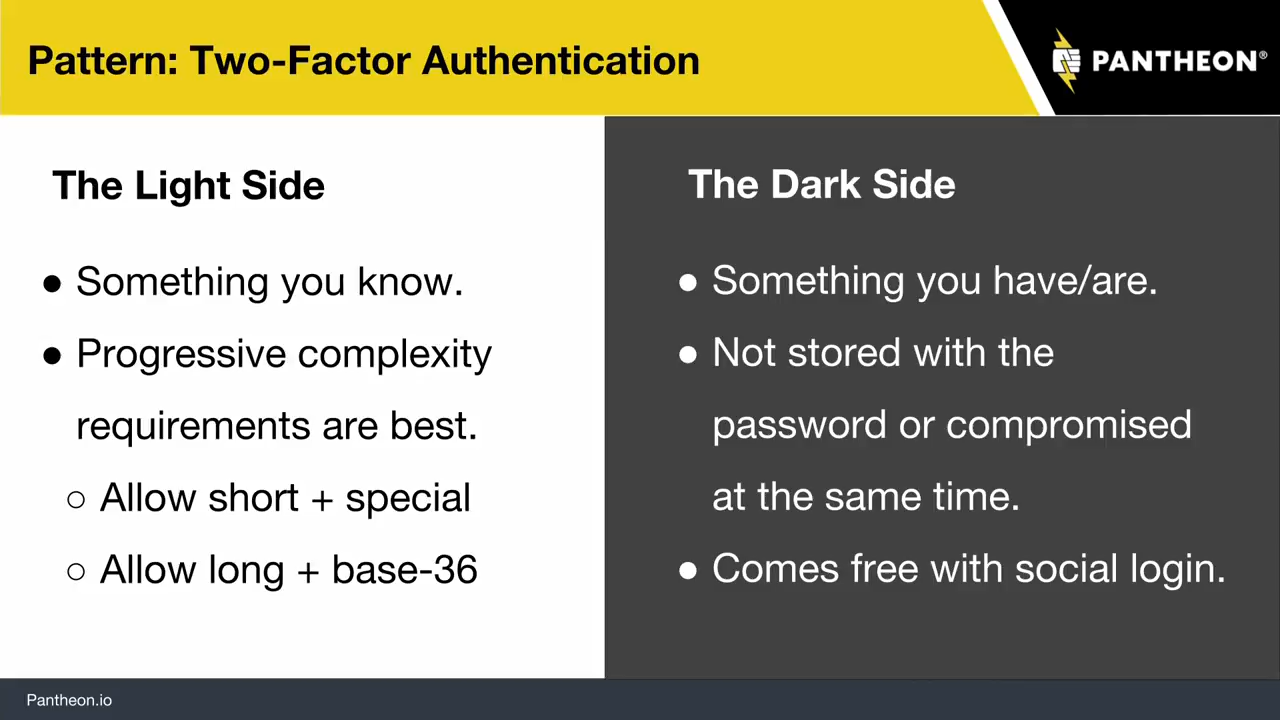 Pattern: Two-Factor Authentication
PANTHEON®
The Light Side
● Something you know.
● Progressive complexity
requirements are best.
○ Allow short + special
○ Allow long + base-36
The Dark Side
● Something you have/are.
● Not stored with the
password or compromised
at the same time.
● Comes free with social login.
Pantheon.io